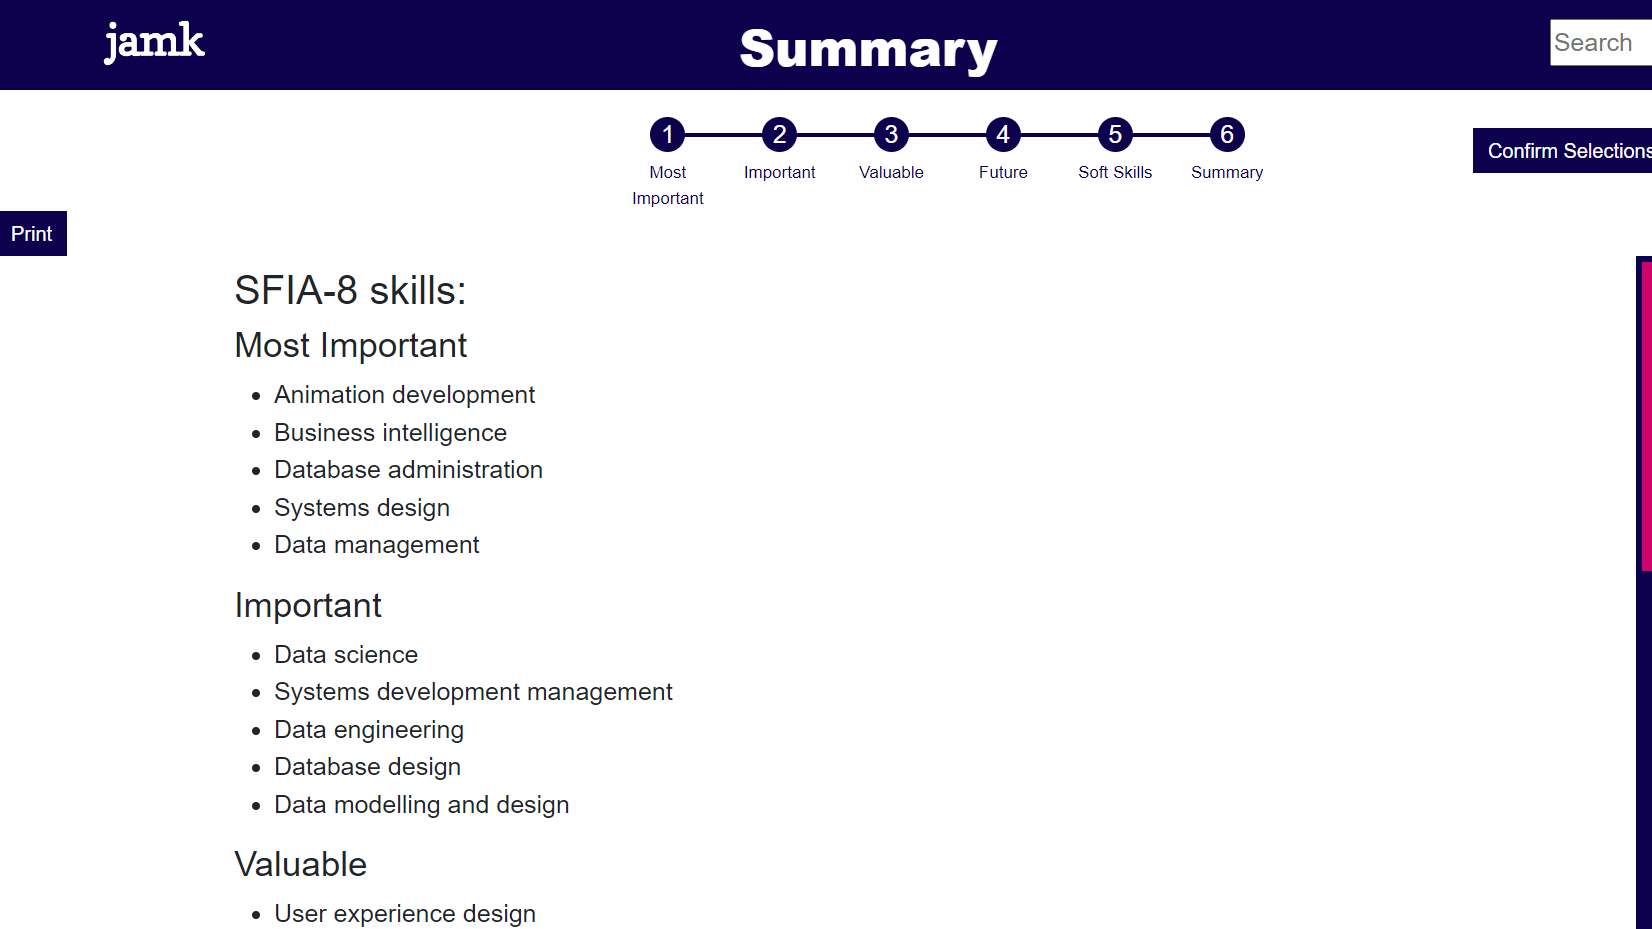 jamk
Summary
Search
1 2 3 4 5 6
Most Important Important Valuable Future Soft Skills Summary
Confirm Selections
Print
SFIA-8 skills:
Most Important
Animation development
Business intelligence
Database administration
Systems design
Data management
Important
Data science
Systems development management
Data engineering
Database design
Data modelling and design
Valuable
User experience design